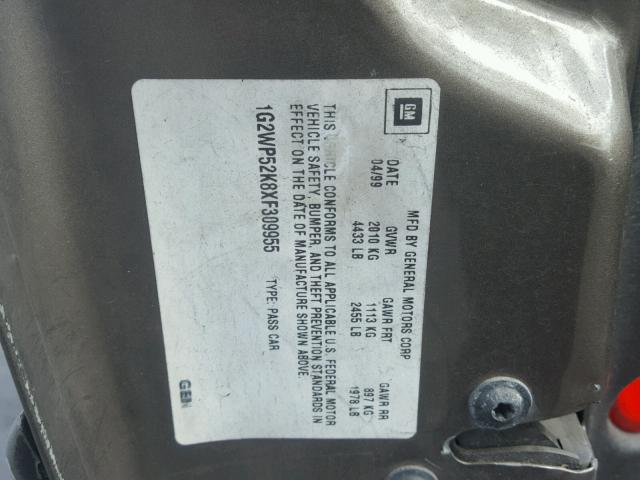 GM
MFD BY GENERAL MOTORS CORP
DATE GVWR GAWR FRT GAWR RR
04/99 2010 KG 1113 KG 897 KG
4433 LB 2455 LB 1978 LB
THIS VEHICLE CONFORMS TO ALL APPLICABLE U.S. FEDERAL MOTOR
VEHICLE SAFETY, BUMPER, AND THEFT PREVENTION STANDARDS IN
EFFECT ON THE DATE OF MANUFACTURE SHOWN ABOVE.
1G2WP52K8XF309955 TYPE: PASS CAR
GEN